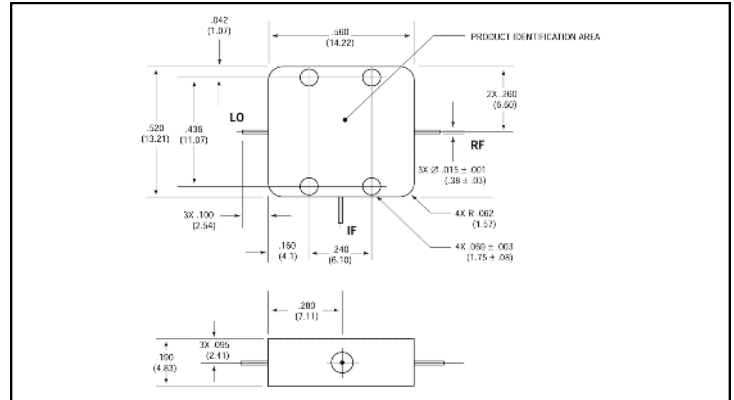 .042
(1.07)
.560
(14.22)
PRODUCT IDENTIFICATION AREA
2X .260
(6.60)
.520
(13.21)
.436
(11.07)
LO
RF
3X Ø .015 ± .001
(.38 ± .03)
3X .100
(2.54)
IF
4X R .062
(1.57)
.160
(4.1)
.240
(6.10)
4X .069 ± .003
(1.75 ± .08)
.280
(7.11)
3X .095
(2.41)
.190
(4.83)